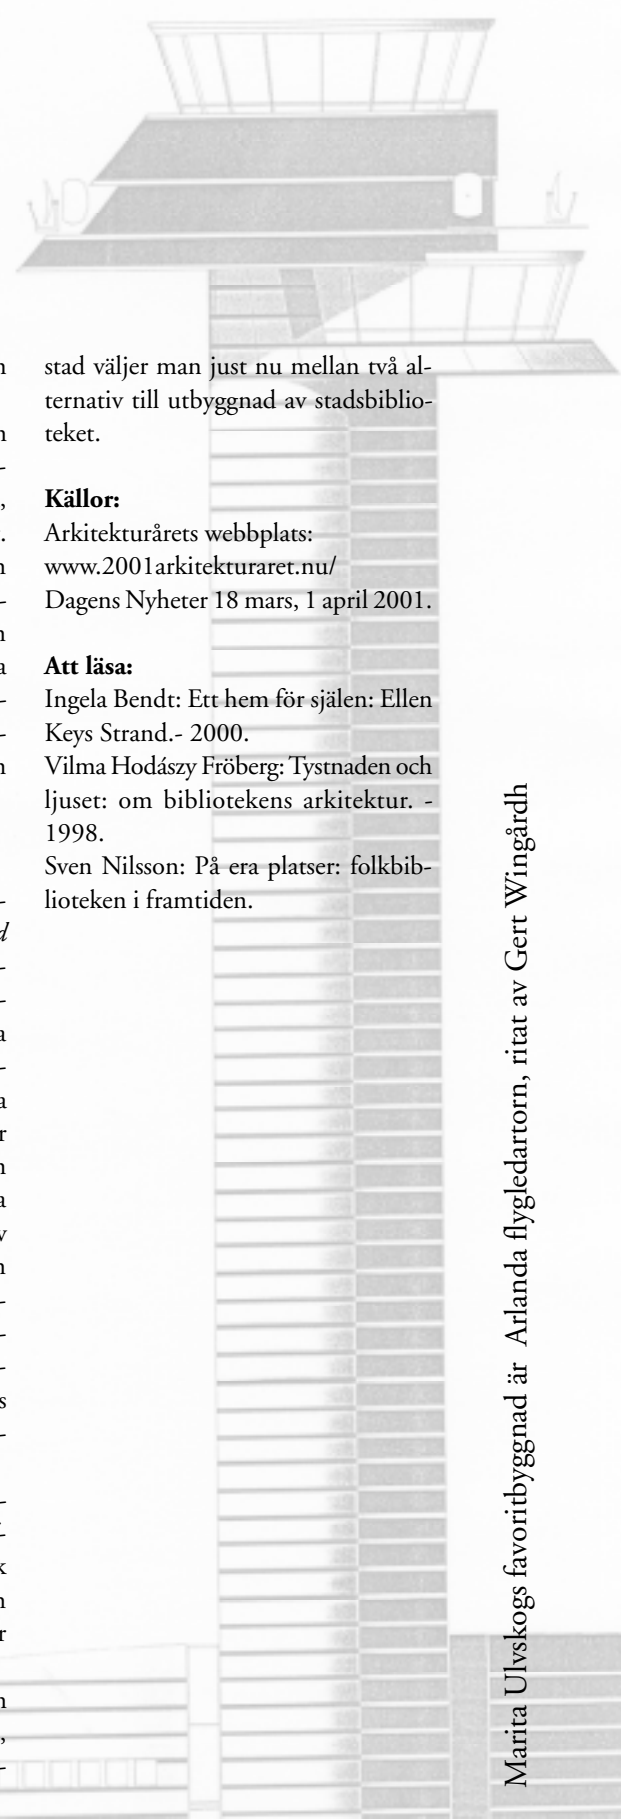 stad väljer man just nu mellan två al-
ternativ till utbyggnad av stadsbiblio-
teket.
Källor:
Arkitekturårets webbplats:
www.2001arkitekturaret.nu/
Dagens Nyheter 18 mars, 1 april 2001.
Att läsa:
Ingela Bendt: Ett hem för själen: Ellen
Keys Strand.- 2000.
Vilma Hodászy Fröberg: Tystnaden och
ljuset: om bibliotekens arkitektur. -
1998.
Sven Nilsson: På era platser: folkbib-
lioteken i framtiden.
Marita Ulvskogs favoritbyggnad är Arlanda flygledartorn, ritat av Gert Wingårdh